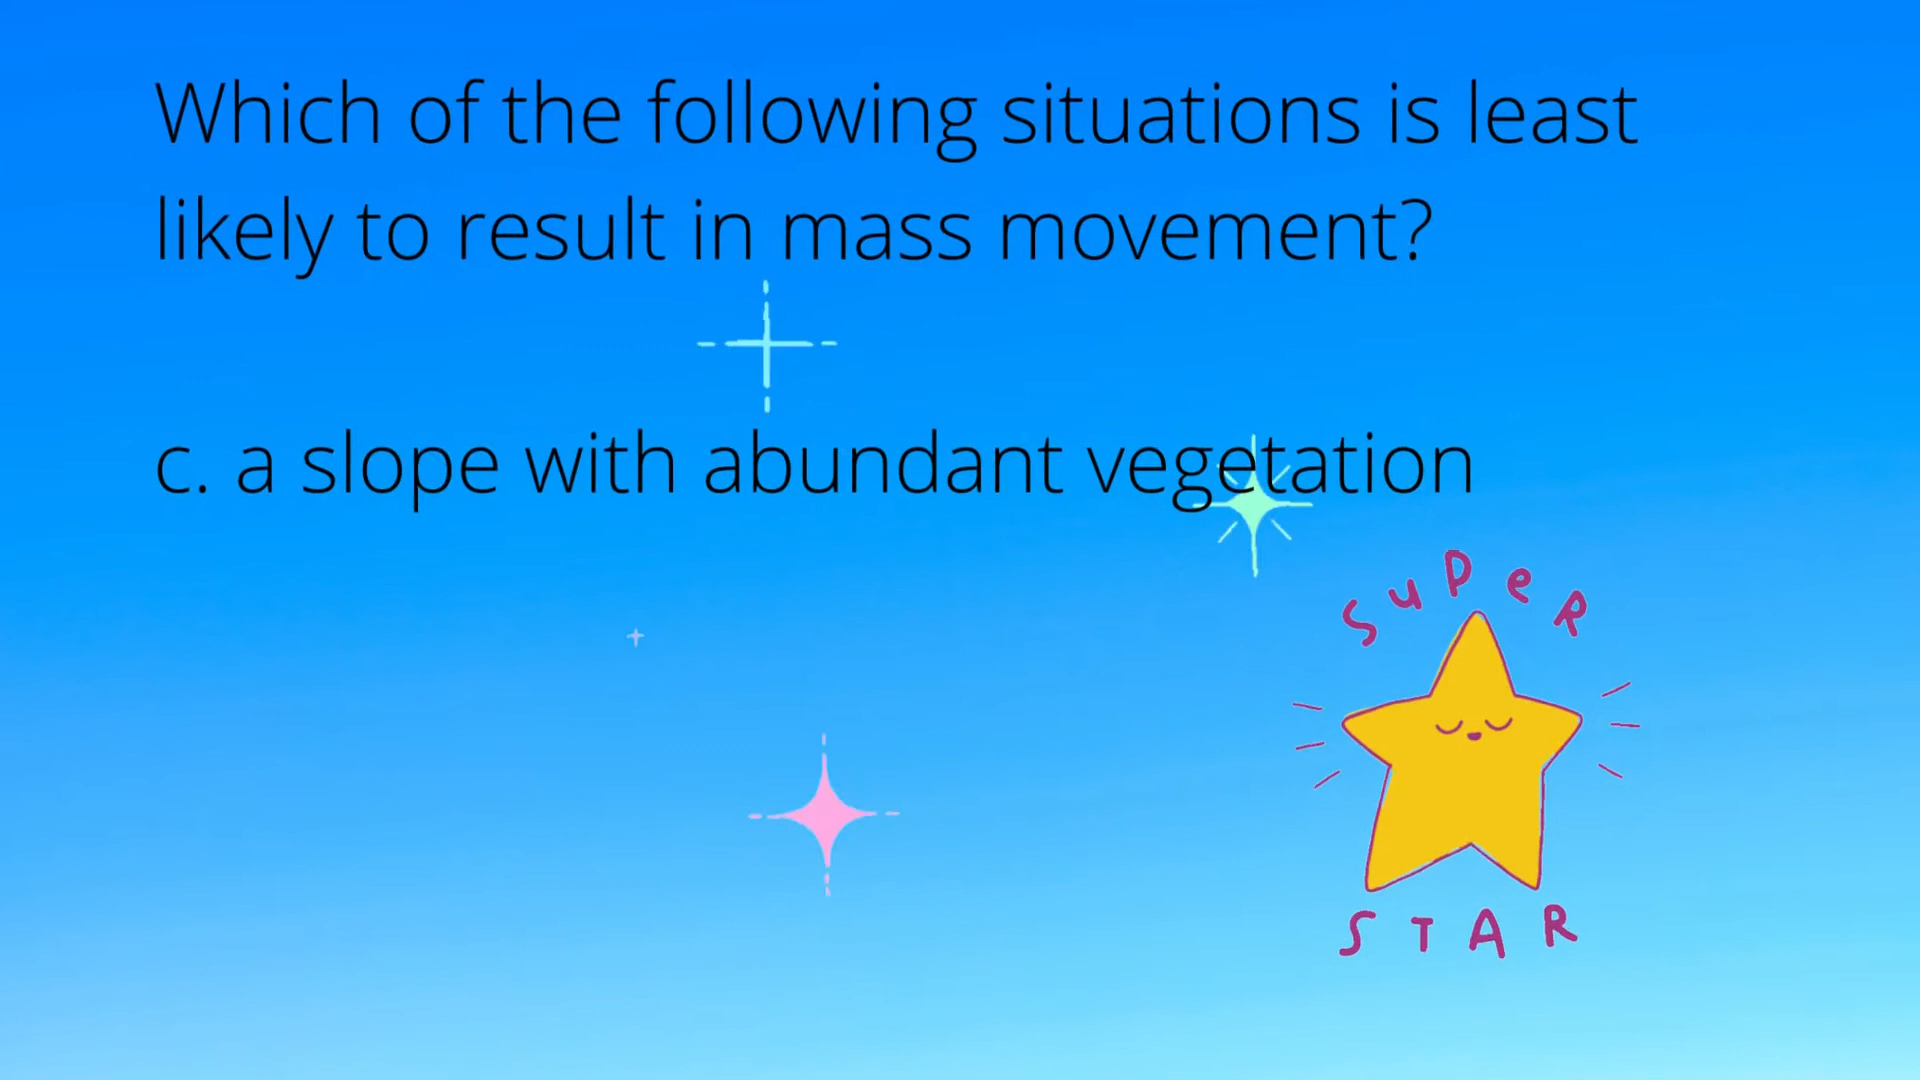 Which of the following situations is least
likely to result in mass movement?
c. a slope with abundant vegetation
SuPeR
STAR